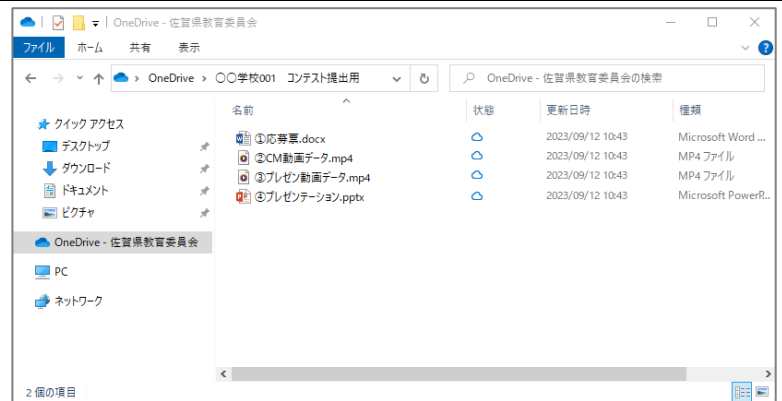 OneDrive - 佐賀県教育委員会
ファイル ホーム 共有 表示
OneDrive › 〇〇学校001 コンテスト提出用
OneDrive - 佐賀県教育委員会の検索
名前 状態 更新日時 種類
クイック アクセス
デスクトップ
ダウンロード
ドキュメント
ピクチャ
OneDrive - 佐賀県教育委員会
PC
ネットワーク
①応募票.docx 2023/09/12 10:43 Microsoft Word ...
②CM動画データ.mp4 2023/09/12 10:43 MP4 ファイル
③プレゼン動画データ.mp4 2023/09/12 10:43 MP4 ファイル
④プレゼンテーション.pptx 2023/09/12 10:43 Microsoft PowerP...
2 個の項目